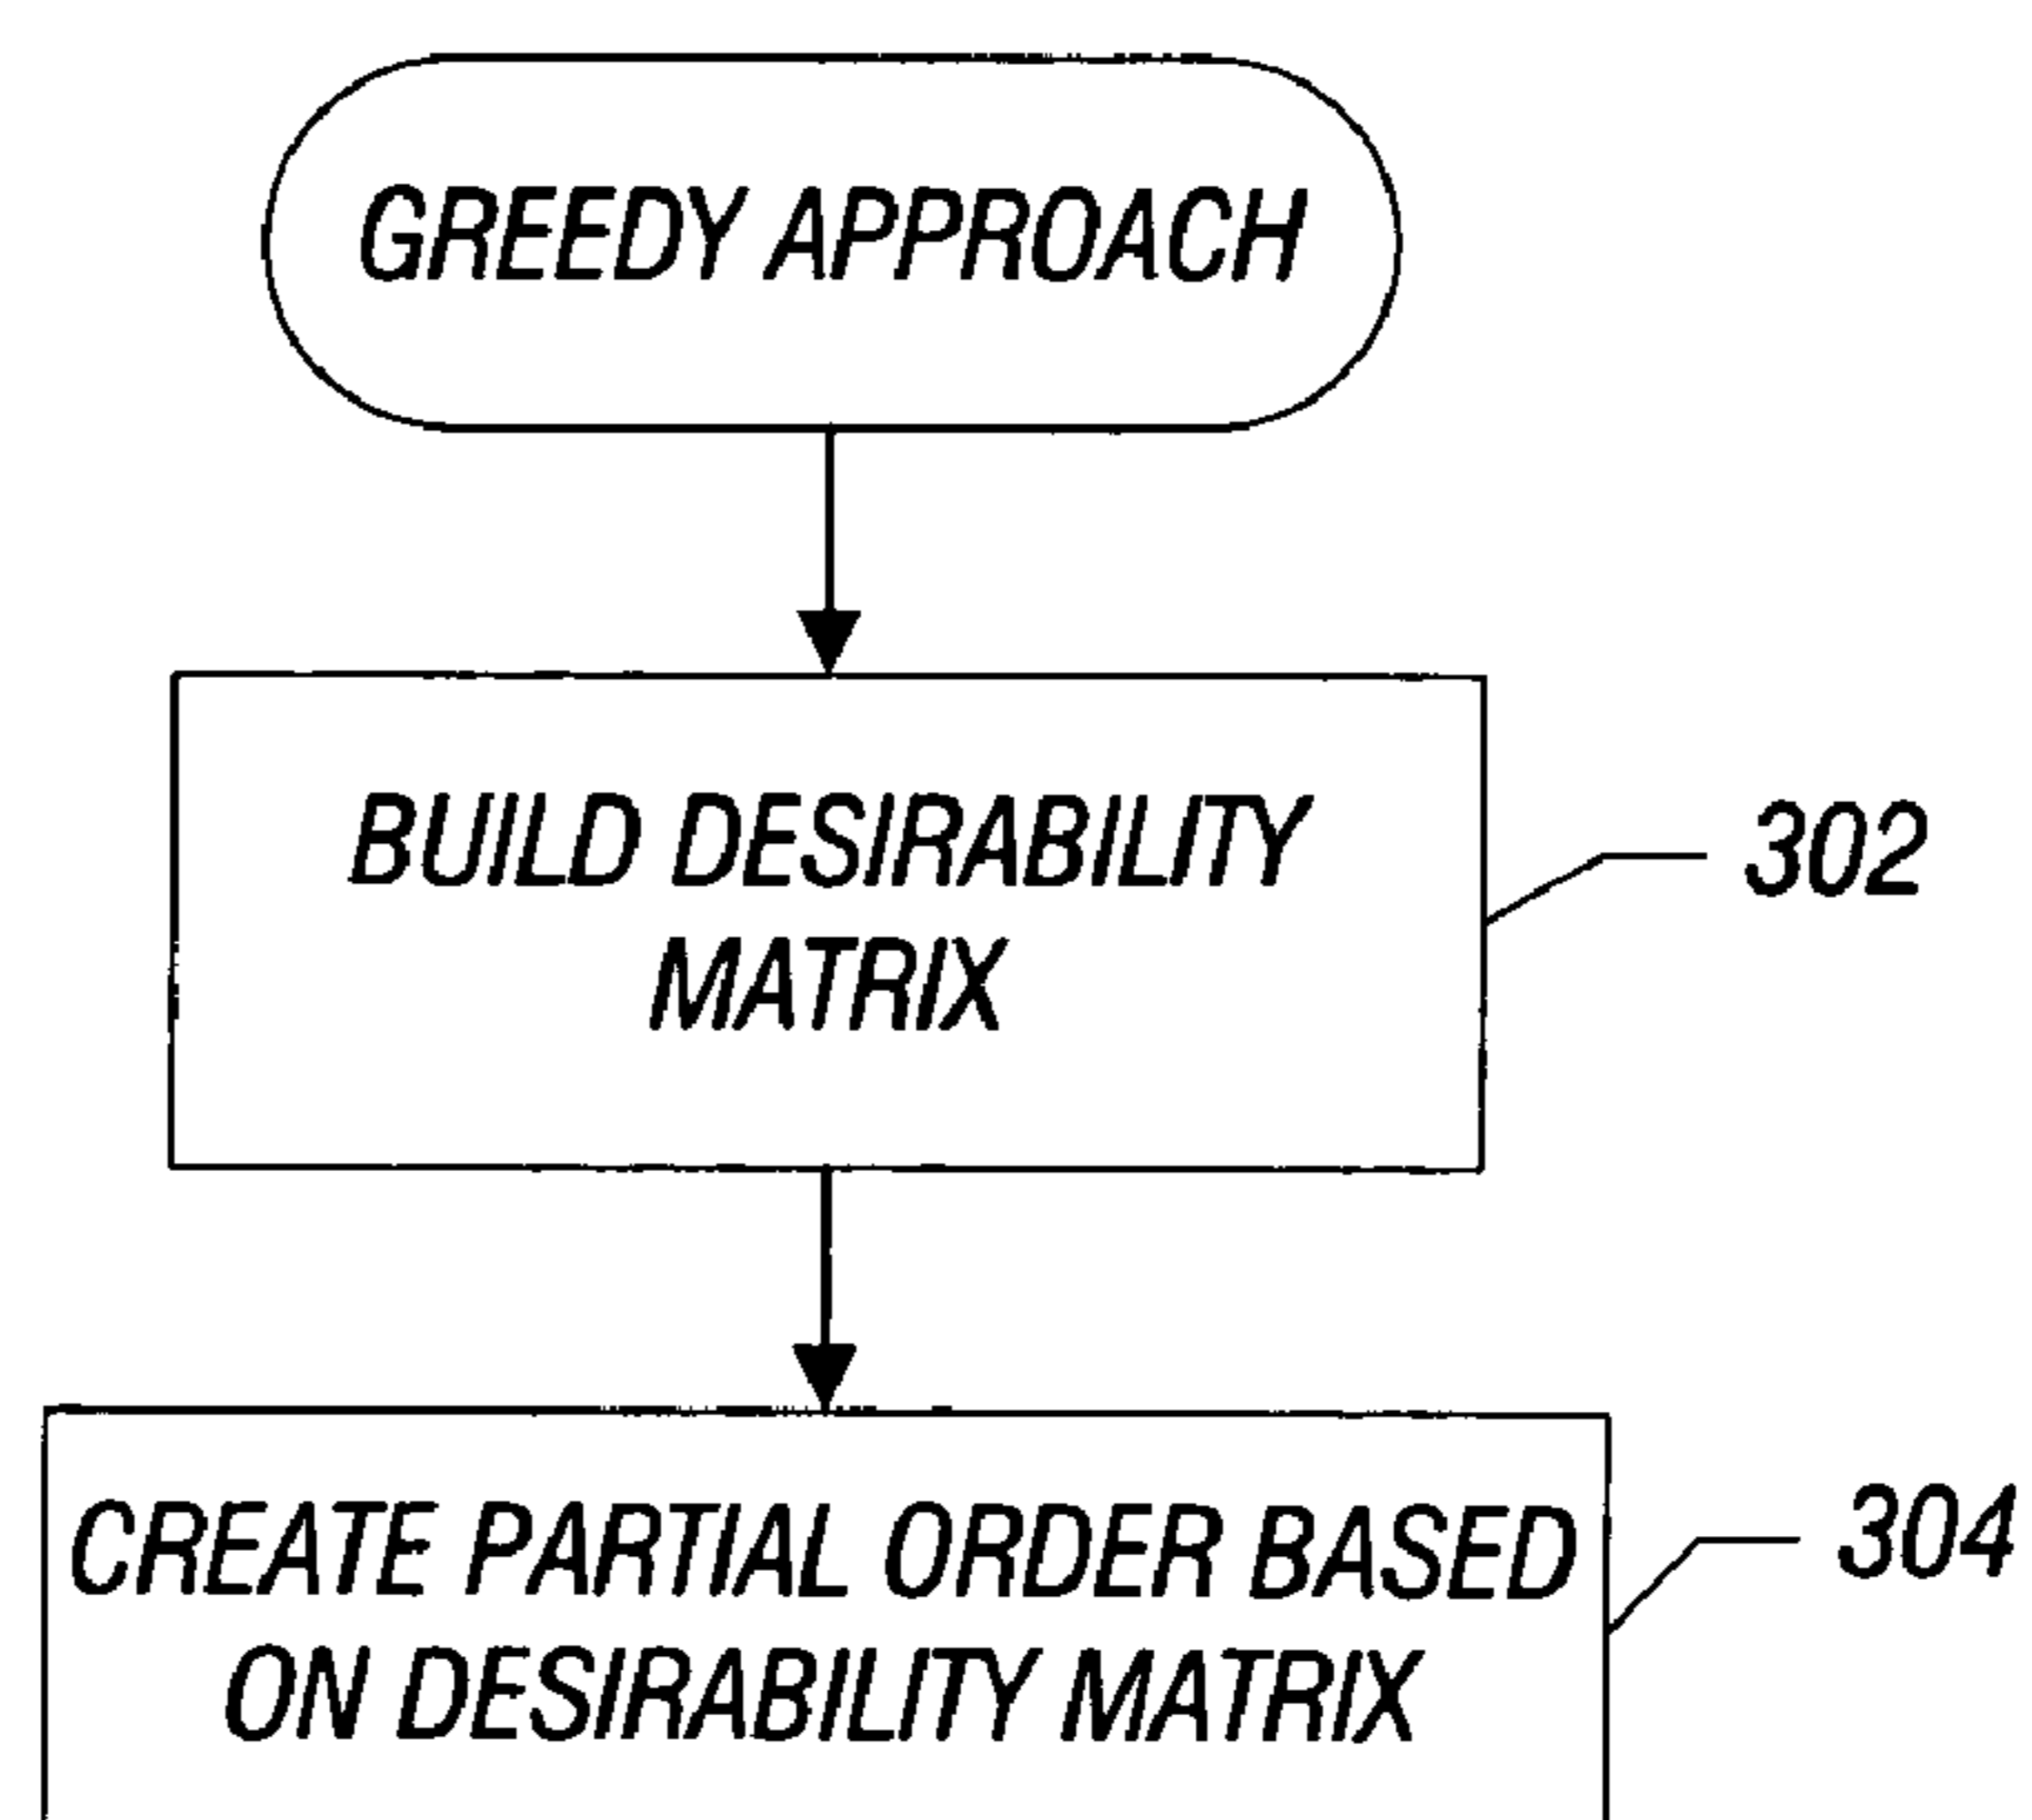 GREEDY APPROACH
BUILD DESIRABILITY
MATRIX
302
CREATE PARTIAL ORDER BASED
ON DESIRABILITY MATRIX
304